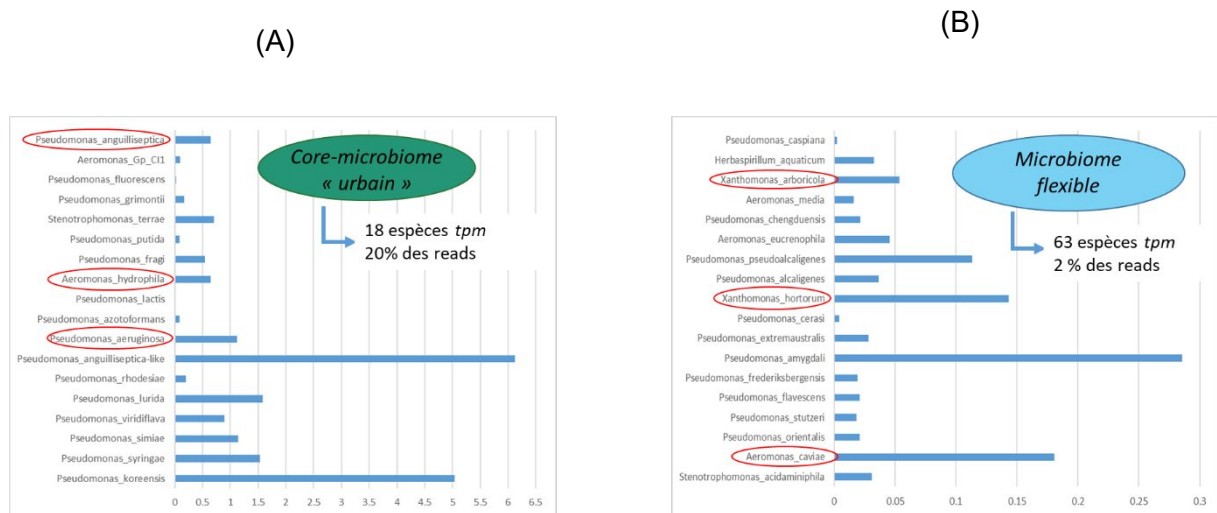 (A)
Pseudomonas_anguilliseptica
Aeromonas_Gp_CI1
Pseudomonas_fluorescens
Pseudomonas_grimontii
Stenotrophomonas_terrae
Pseudomonas_putida
Pseudomonas_fragi
Aeromonas_hydrophila
Pseudomonas_lactis
Pseudomonas_azotoformans
Pseudomonas_aeruginosa
Pseudomonas_anguilliseptica-like
Pseudomonas_rhodesiae
Pseudomonas_lurida
Pseudomonas_viridiflava
Pseudomonas_simiae
Pseudomonas_syringae
Pseudomonas_koreensis
0 0.5 1 1.5 2 2.5 3 3.5 4 4.5 5 5.5 6 6.5
Core-microbiome
« urbain »
18 espèces tpm
20% des reads
(B)
Pseudomonas_caspiana
Herbaspirillum_aquaticum
Xanthomonas_arboricola
Aeromonas_media
Pseudomonas_chengduensis
Aeromonas_eucrenophila
Pseudomonas_pseudoalcaligenes
Pseudomonas_alcaligenes
Xanthomonas_hortorum
Pseudomonas_cerasi
Pseudomonas_extremaustralis
Pseudomonas_amygdali
Pseudomonas_frederiksbergensis
Pseudomonas_flavescens
Pseudomonas_stutzeri
Pseudomonas_orientalis
Aeromonas_caviae
Stenotrophomonas_acidaminiphila
0 0.05 0.1 0.15 0.2 0.25 0.3
Microbiome
flexible
63 espèces tpm
2 % des reads